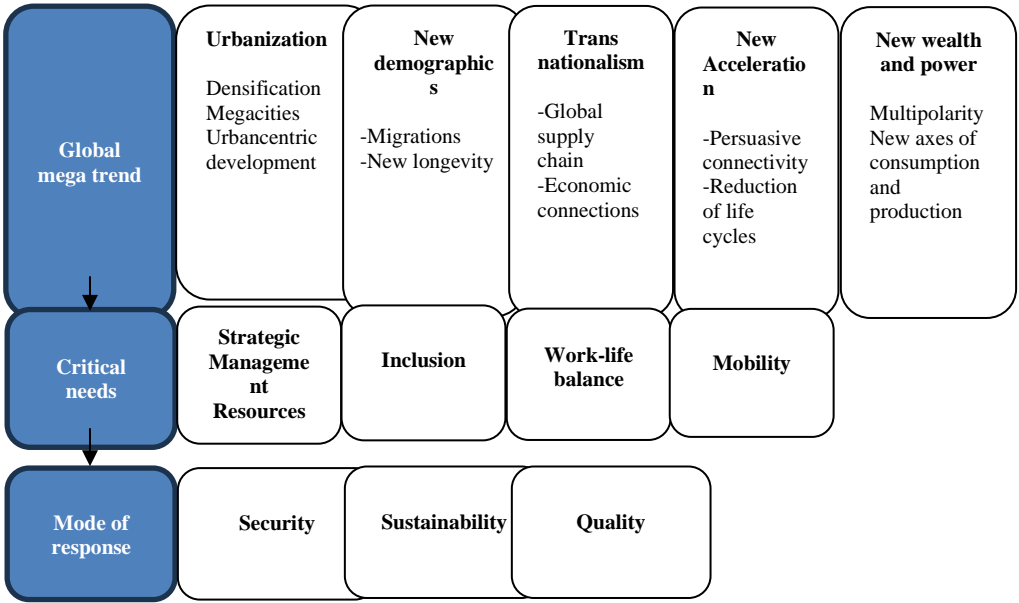 Global
mega trend
Urbanization
Densification
Megacities
Urbancentric
development
New
demographic
s
-Migrations
-New longevity
Trans
nationalism
-Global
supply
chain
-Economic
connections
New
Acceleratio
n
-Persuasive
connectivity
-Reduction
of life
cycles
New wealth
and power
Multipolarity
New axes of
consumption
and
production
Critical
needs
Strategic
Manageme
nt
Resources
Inclusion
Work-life
balance
Mobility
Mode of
response
Security
Sustainability
Quality